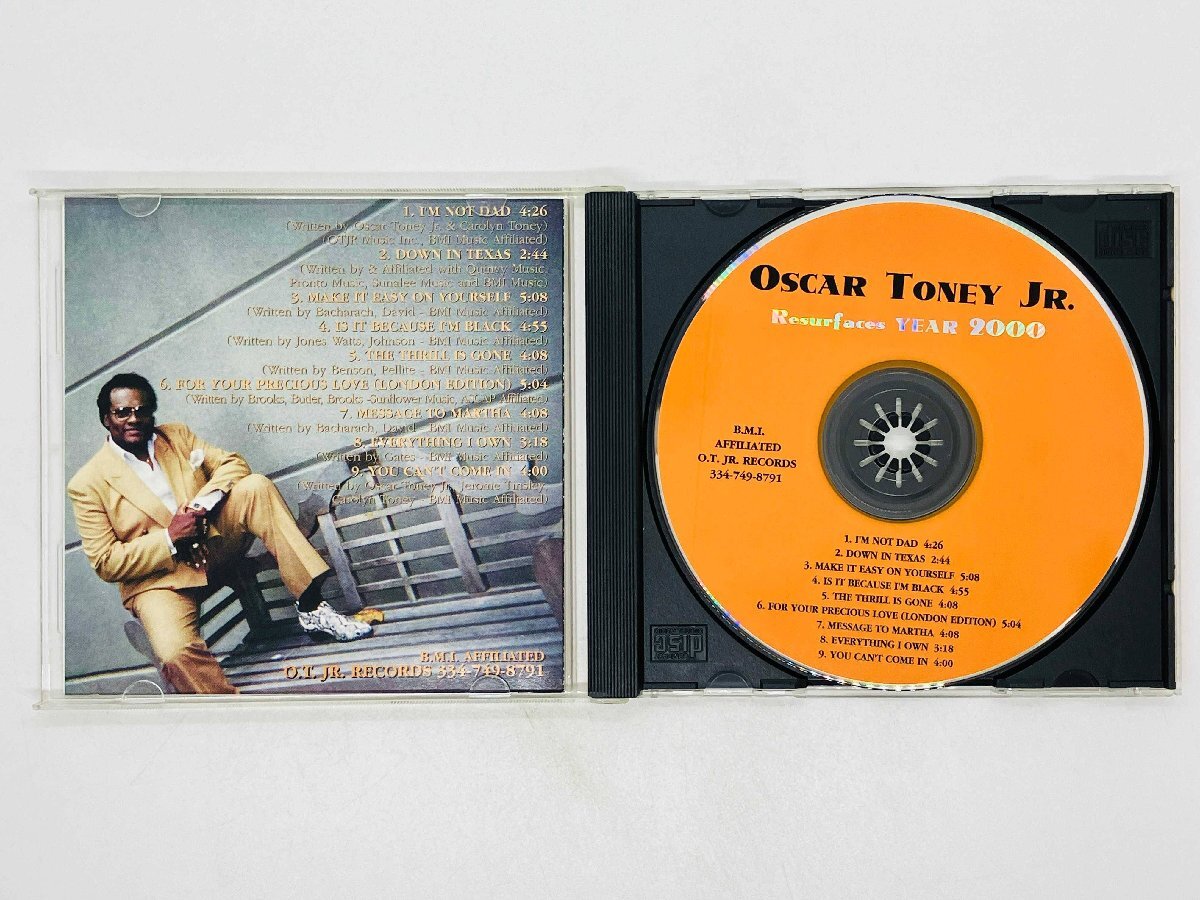 1. I'M NOT DAD 4:26
(Written by Oscar Toney Jr. & Carolyn Toney)
(OTJR Music Inc., BMI Music Affiliated)
2. DOWN IN TEXAS 2:44
(Written by & Affiliated with Quinvy Music,
Pronto Music, Sunalee Music and BMI Music)
3. MAKE IT EASY ON YOURSELF 5:08
(Written by Bacharach, David - BMI Music Affiliated)
4. IS IT BECAUSE I'M BLACK 4:55
(Written by Jones Watts, Johnson - BMI Music Affiliated)
5. THE THRILL IS GONE 4:08
(Written by Benson, Pellite - BMI Music Affiliated)
6. FOR YOUR PRECIOUS LOVE (LONDON EDITION) 5:04
(Written by Brooks, Buder, Brooks -Sunflower Music, ASCAP Affiliated)
7. MESSAGE TO MARTHA 4:08
(Written by Bacharach, David - BMI Music Affiliated)
8. EVERYTHING I OWN 3:18
(Written by Gates - BMI Music Affiliated)
9. YOU CAN'T COME IN 4:00
(Written by Oscar Toney Jr., Jerome Tinsley,
Carolyn Toney - BMI Music Affiliated)
B.M.I. AFFILIATED
O.T. JR. RECORDS 334-749-8791
OSCAR TONEY JR.
Resurfaces YEAR 2000
B.M.I.
AFFILIATED
O.T. JR. RECORDS
334-749-8791
1. I'M NOT DAD 4:26
2. DOWN IN TEXAS 2:44
3. MAKE IT EASY ON YOURSELF 5:08
4. IS IT BECAUSE I'M BLACK 4:55
5. THE THRILL IS GONE 4:08
6. FOR YOUR PRECIOUS LOVE (LONDON EDITION) 5:04
7. MESSAGE TO MARTHA 4:08
8. EVERYTHING I OWN 3:18
9. YOU CAN'T COME IN 4:00
disc